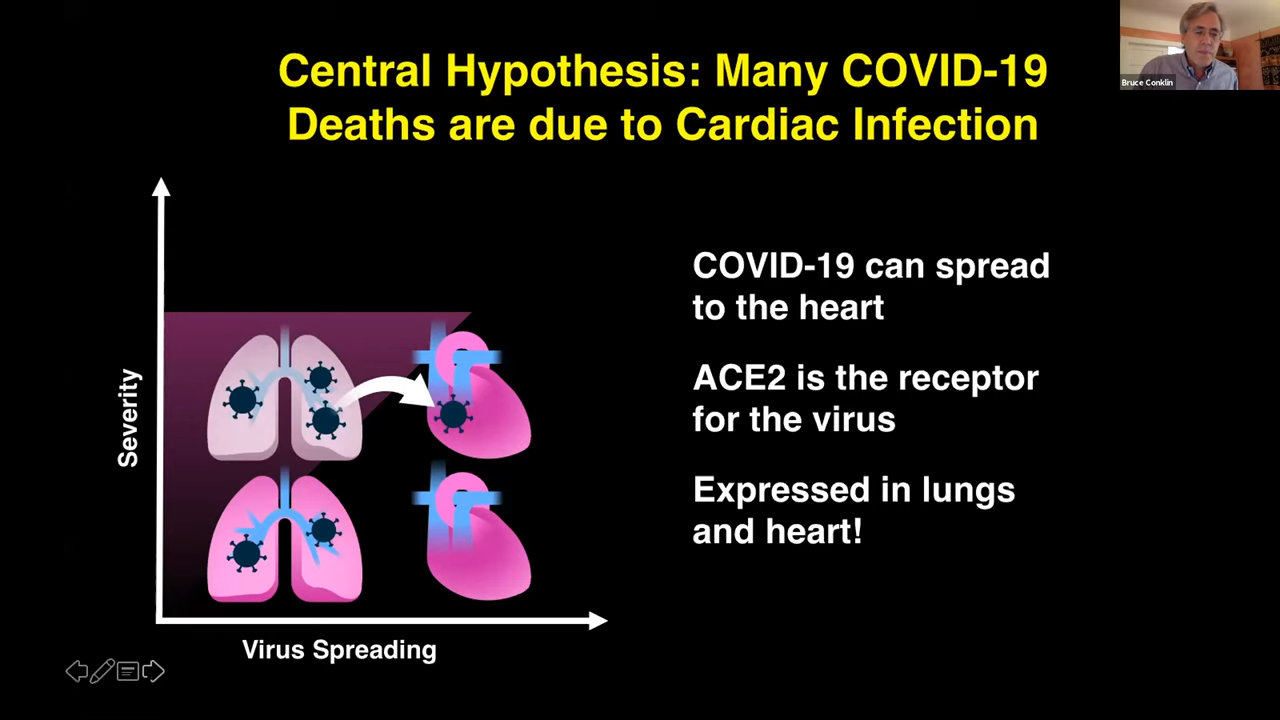 Central Hypothesis: Many COVID-19
Deaths are due to Cardiac Infection
Bruce Conklin
COVID-19 can spread
to the heart
ACE2 is the receptor
for the virus
Expressed in lungs
and heart!
Severity
Virus Spreading